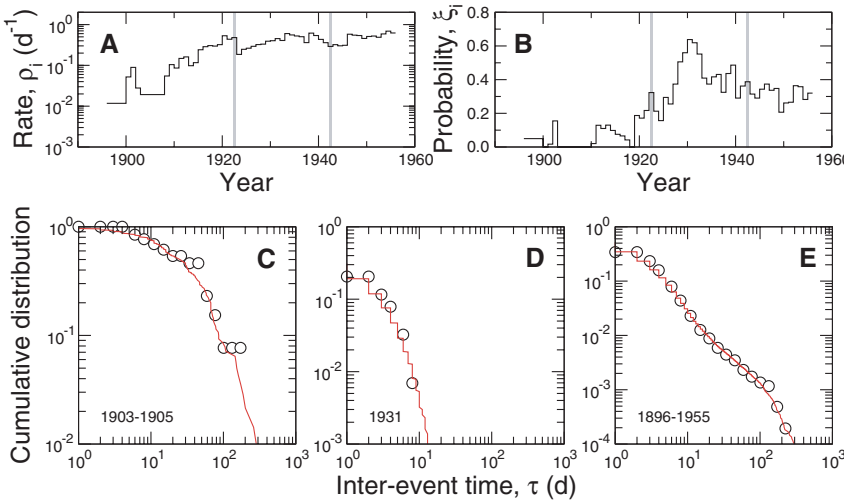 A
Rate, ρi (d-1)
10^1
10^0
10^-1
10^-2
10^-3
1900 1920 1940 1960
Year
B
Probability, ξi
0.8
0.6
0.4
0.2
0.0
1900 1920 1940 1960
Year
Cumulative distribution
C
10^0
10^-1
10^-2
1903-1905
10^0 10^1 10^2 10^3
D
10^0
10^-1
10^-2
10^-3
1931
10^0 10^1 10^2 10^3
E
10^0
10^-1
10^-2
10^-3
10^-4
1896-1955
10^0 10^1 10^2 10^3
Inter-event time, τ (d)